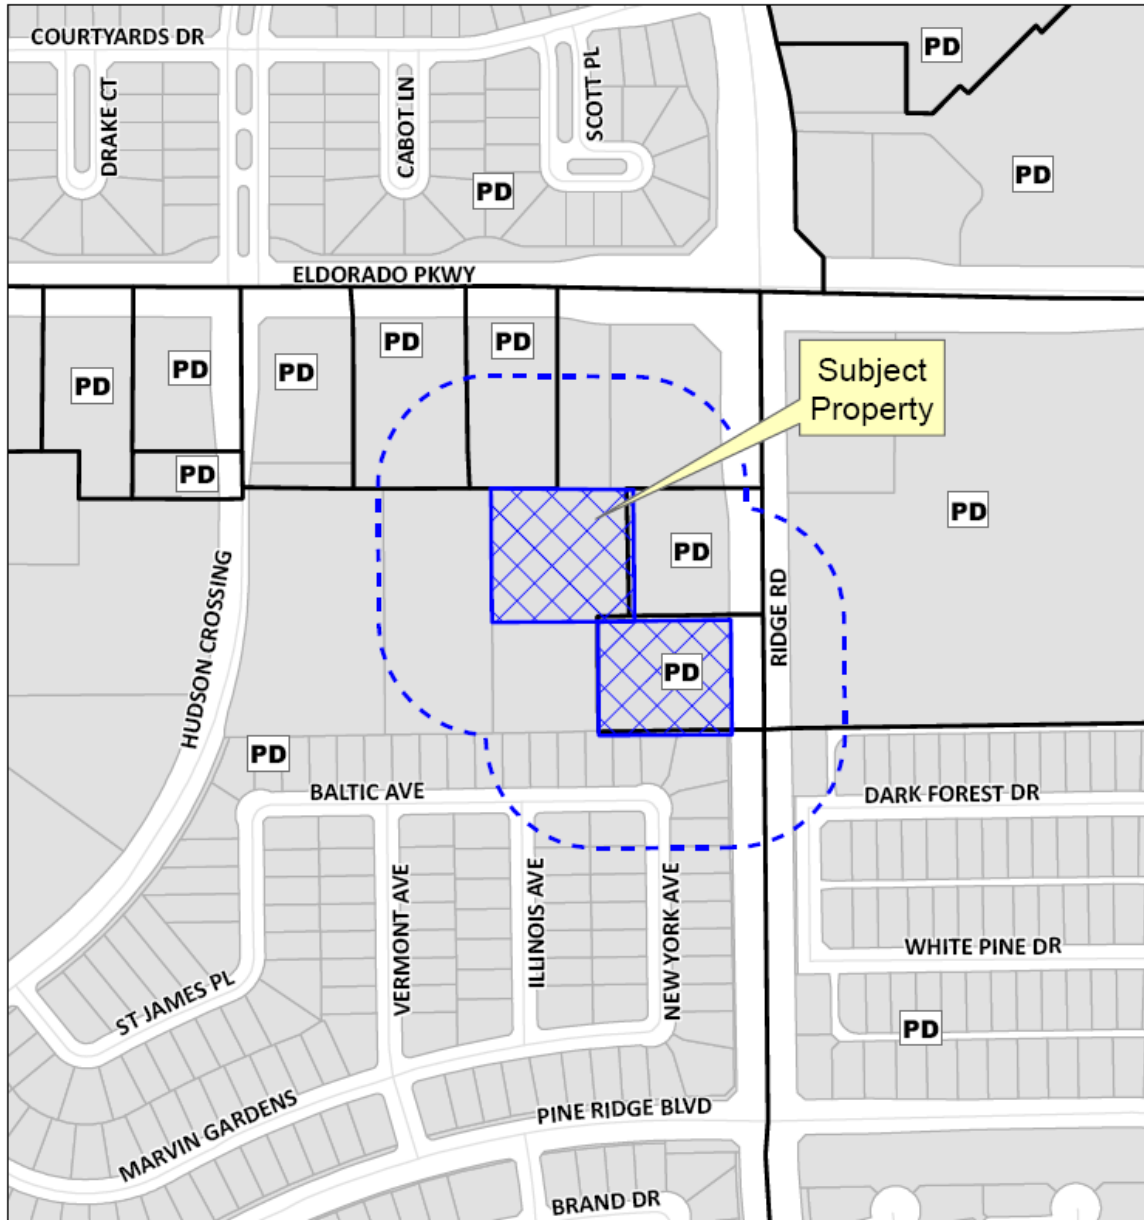 COURTYARDS DR
DRAKE CT
CABOT LN
SCOTT PL
PD
PD
PD
ELDORADO PKWY
PD
PD
PD
PD
PD
PD
Subject
Property
PD
PD
HUDSON CROSSING
RIDGE RD
PD
PD
BALTIC AVE
DARK FOREST DR
VERMONT AVE
ILLINOIS AVE
NEW YORK AVE
WHITE PINE DR
ST JAMES PL
PD
MARVIN GARDENS
PINE RIDGE BLVD
BRAND DR